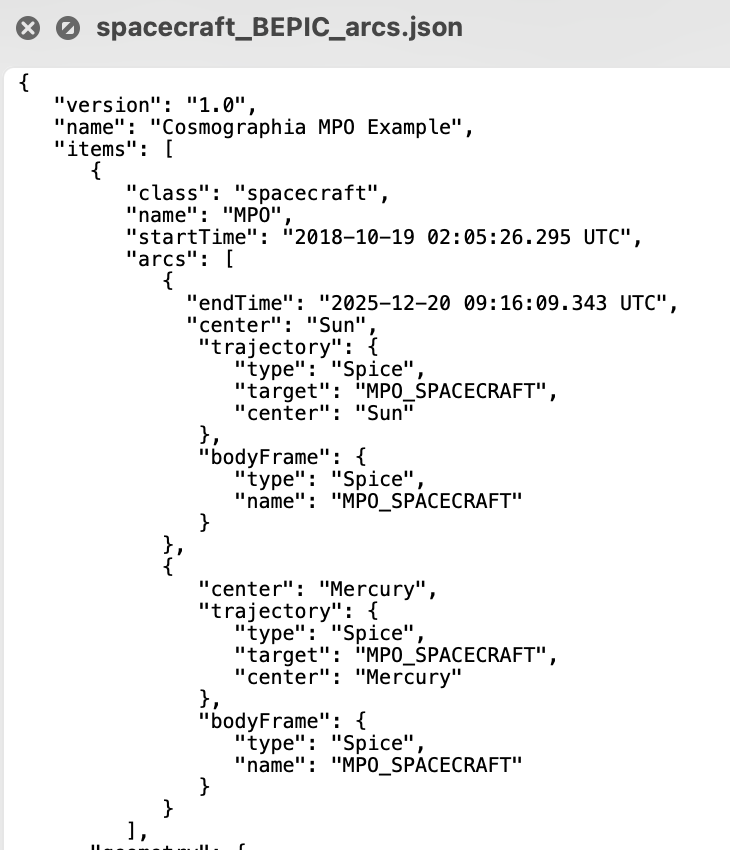 spacecraft_BEPIC_arcs.json
{
   "version": "1.0",
   "name": "Cosmographia MPO Example",
   "items": [
      {
         "class": "spacecraft",
         "name": "MPO",
         "startTime": "2018-10-19 02:05:26.295 UTC",
         "arcs": [
            {
              "endTime": "2025-12-20 09:16:09.343 UTC",
              "center": "Sun",
               "trajectory": {
                  "type": "Spice",
                  "target": "MPO_SPACECRAFT",
                  "center": "Sun"
               },
               "bodyFrame": {
                  "type": "Spice",
                  "name": "MPO_SPACECRAFT"
               }
            },
            {
               "center": "Mercury",
               "trajectory": {
                  "type": "Spice",
                  "target": "MPO_SPACECRAFT",
                  "center": "Mercury"
               },
               "bodyFrame": {
                  "type": "Spice",
                  "name": "MPO_SPACECRAFT"
               }
            }
         ],
      "geometry": {